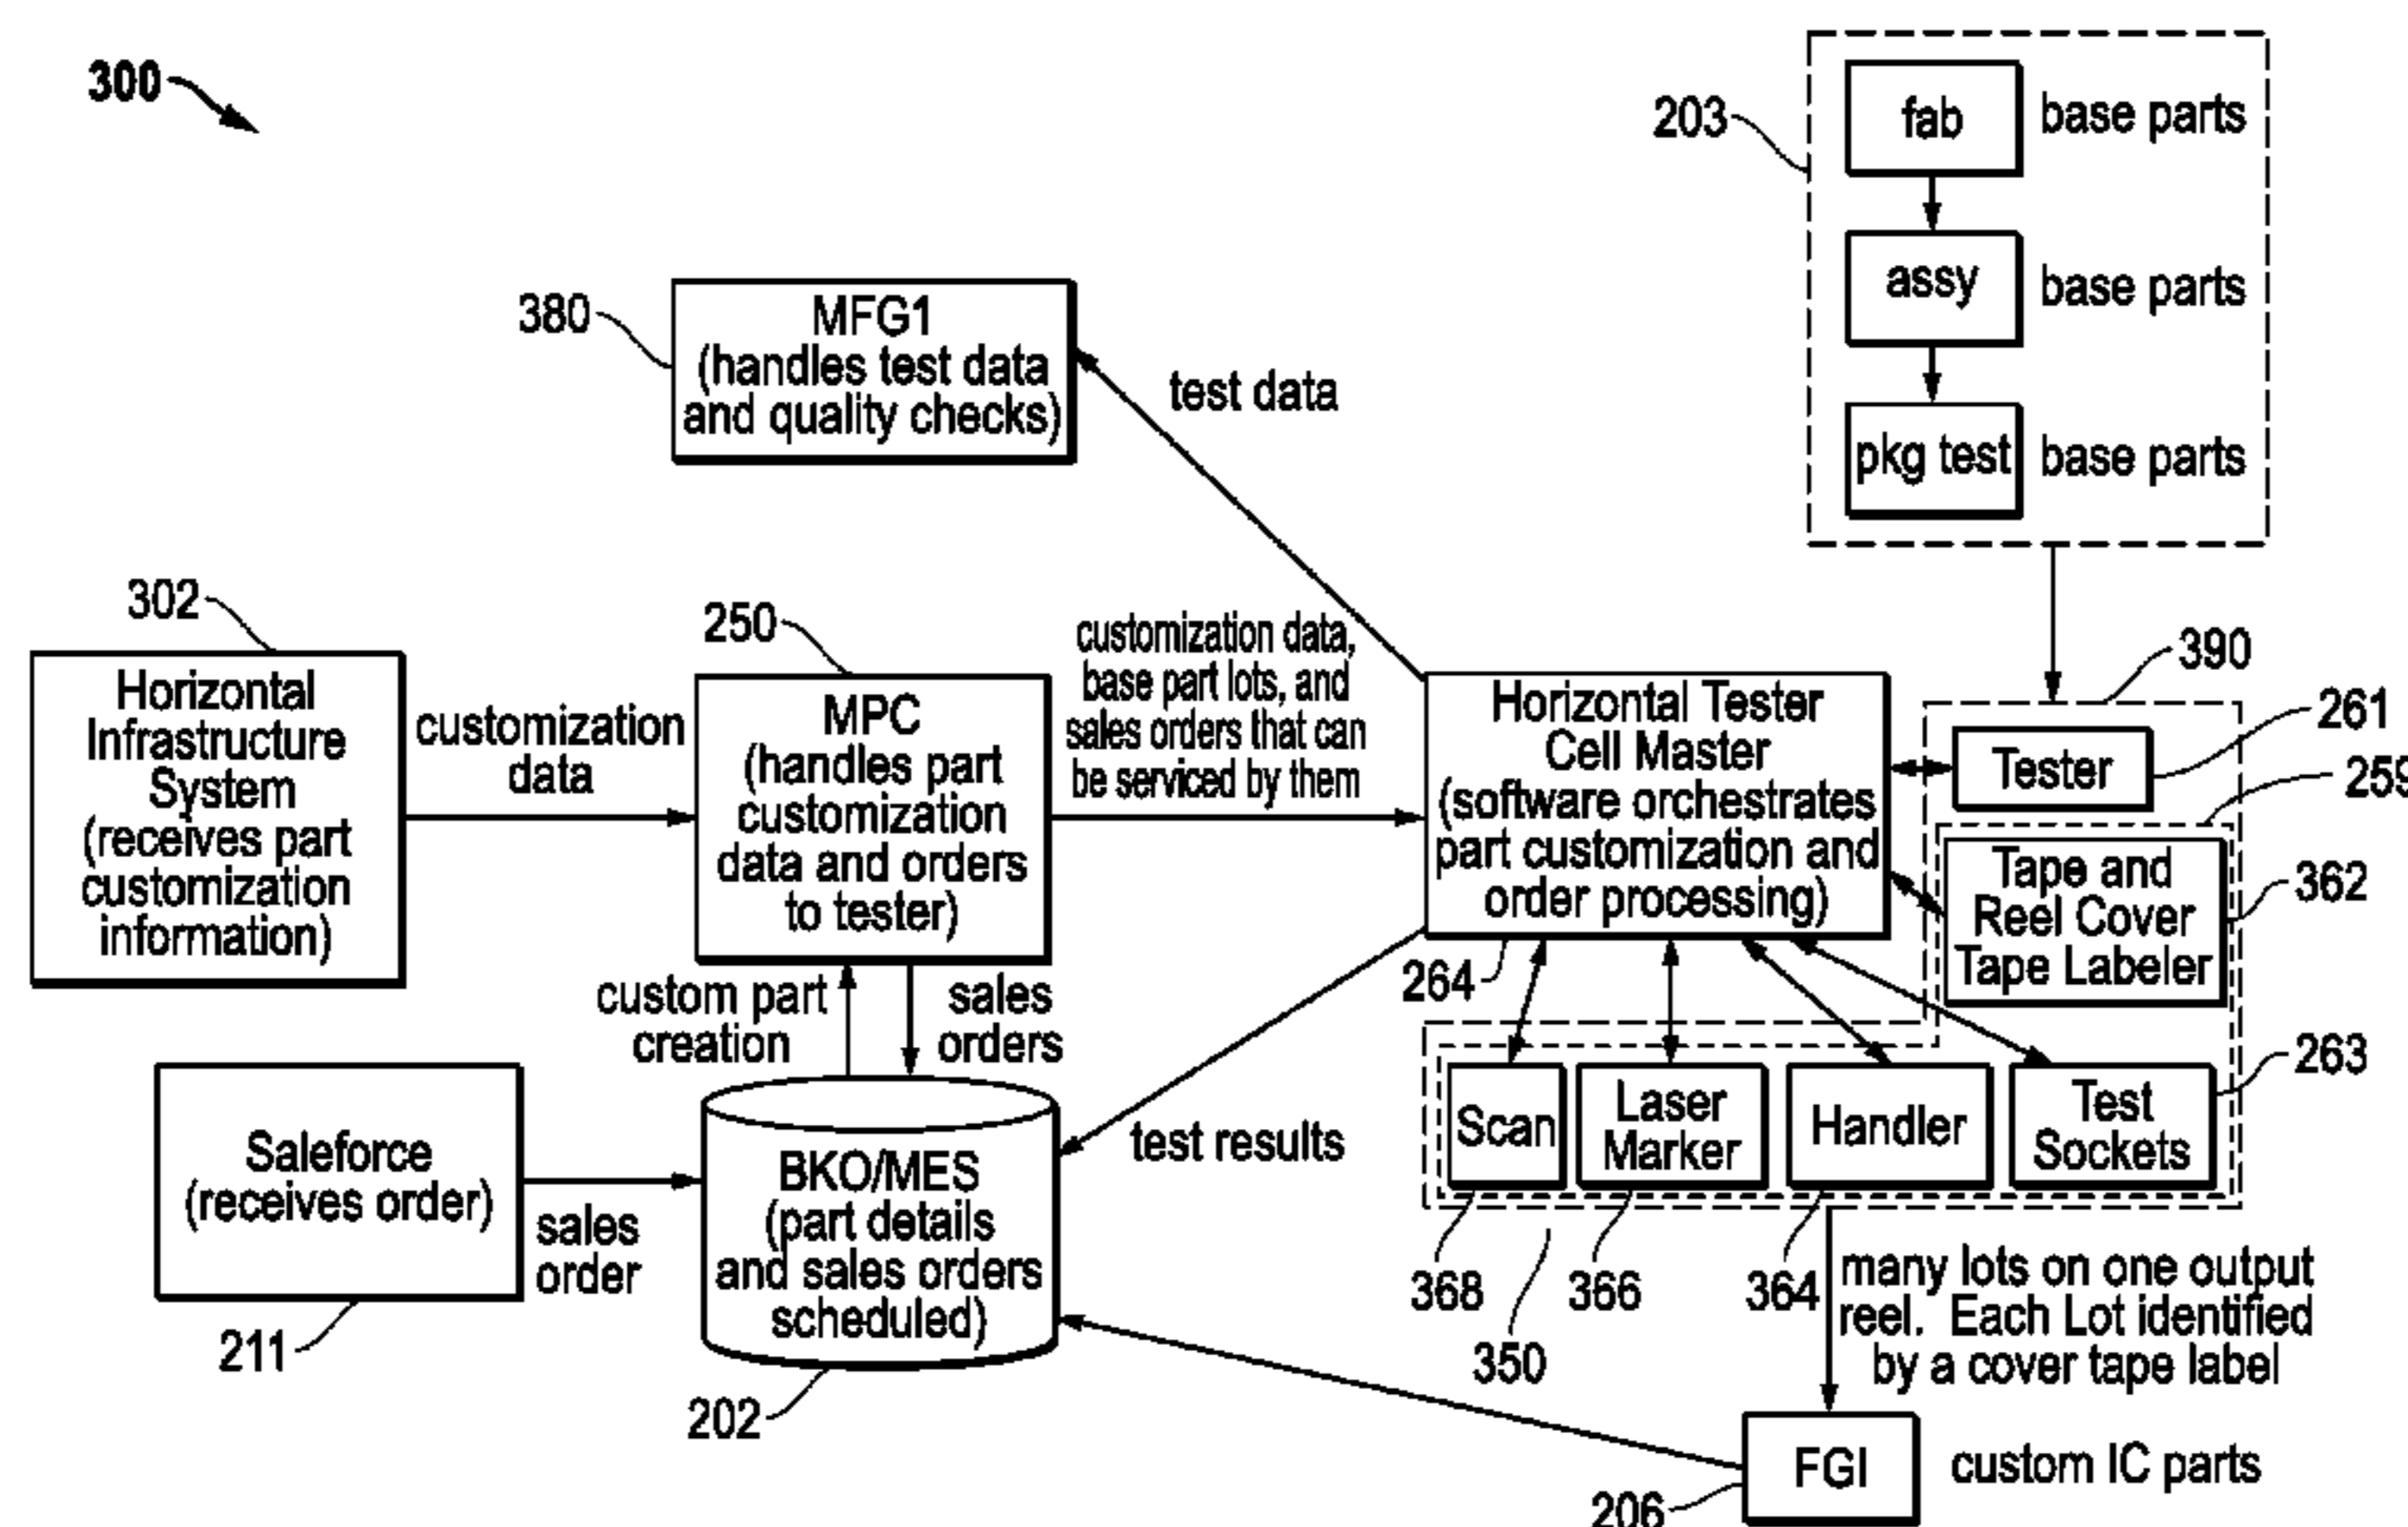 300
203
fab
base parts
assy
base parts
pkg test
base parts
380
MFG1
(handles test data
and quality checks)
test data
302
Horizontal
Infrastructure
System
(receives part
customization
information)
customization
data
250
MPC
(handles part
customization
data and orders
to tester)
customization data,
base part lots, and
sales orders that can
be serviced by them
Horizontal Tester
Cell Master
(software orchestrates
part customization and
order processing)
264
390
261
Tester
259
Tape and
Reel Cover
Tape Labeler
362
custom part
creation
sales
orders
Saleforce
(receives order)
211
sales
order
BKO/MES
(part details
and sales orders
scheduled)
202
test results
Scan
Laser
Marker
Handler
Test
Sockets
263
368
350
366
364
many lots on one output
reel. Each Lot identified
by a cover tape label
FGI
206
custom IC parts